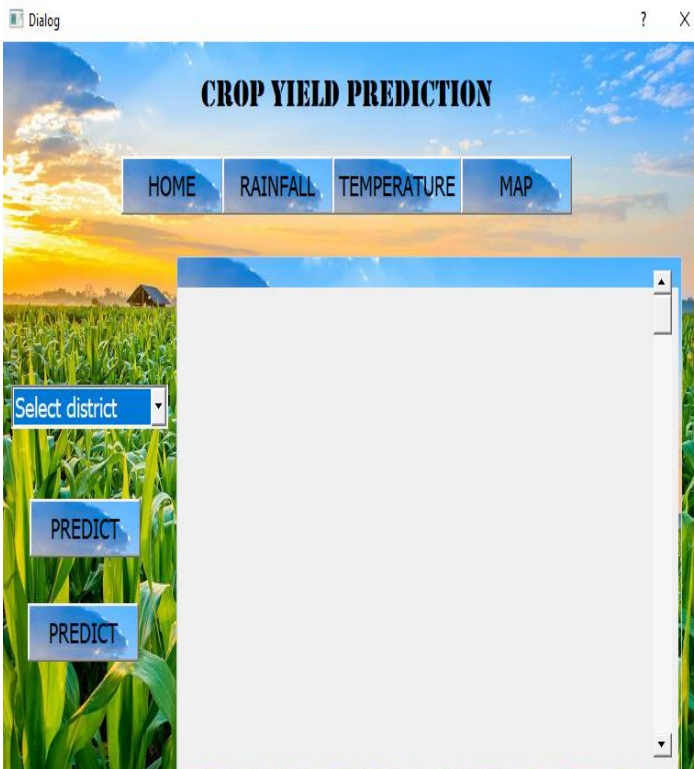 Dialog
CROP YIELD PREDICTION
HOME RAINFALL TEMPERATURE MAP
Select district
PREDICT
PREDICT